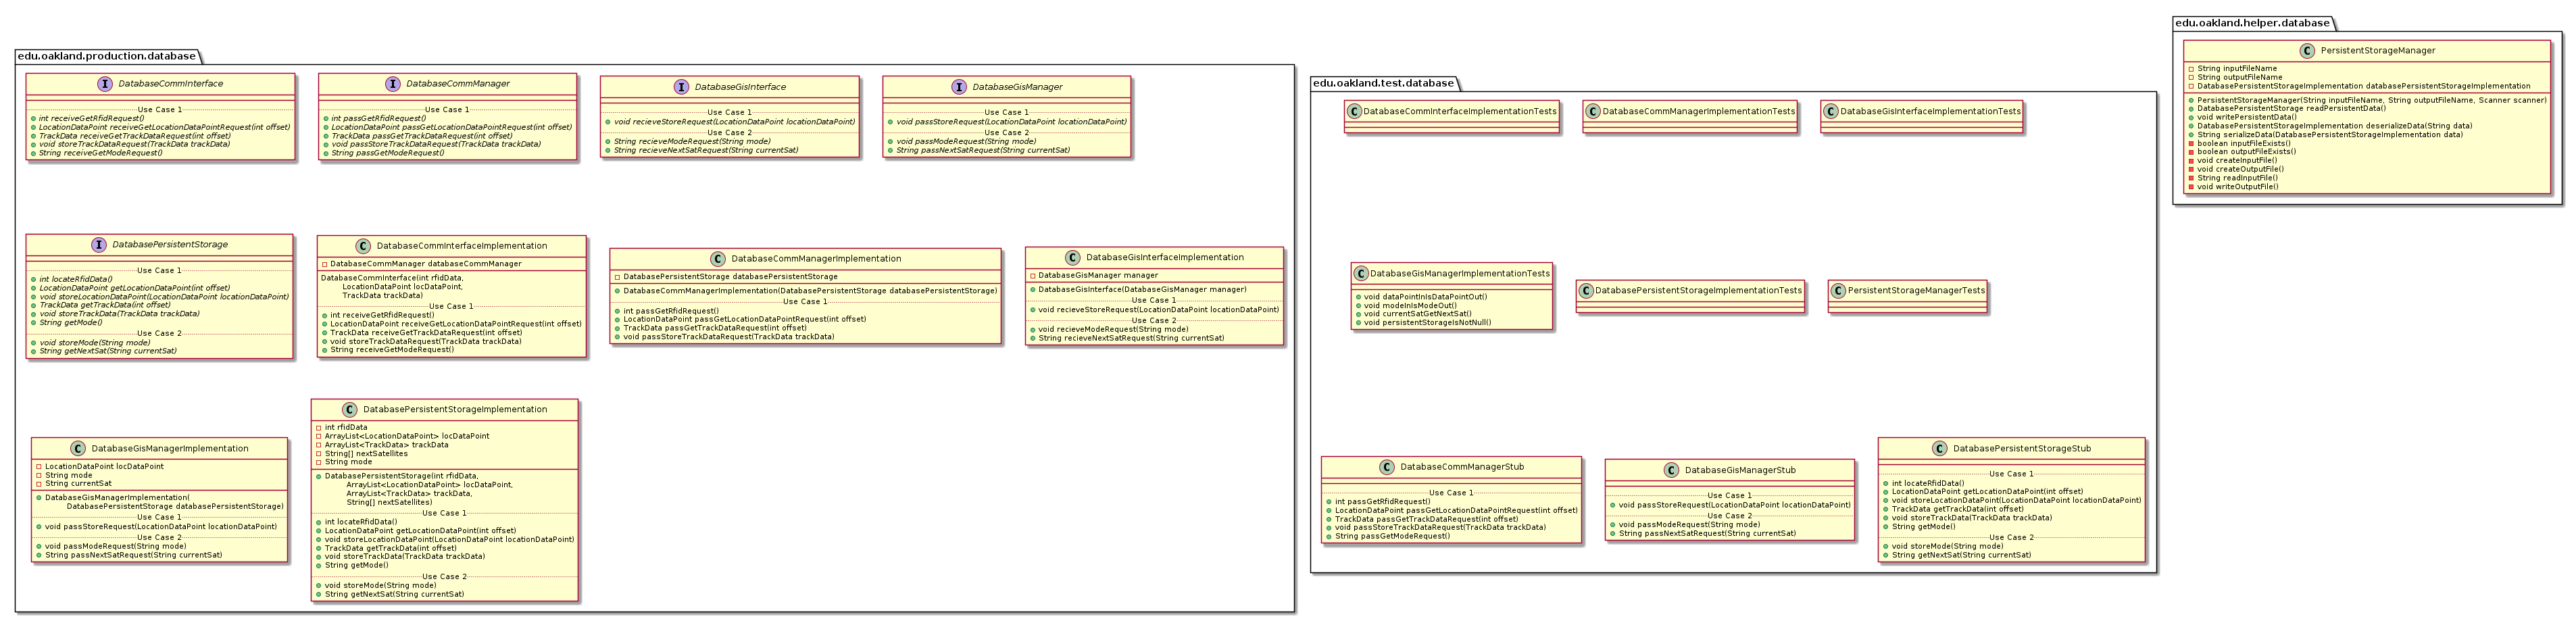 edu.oakland.production.database
I DatabaseCommInterface
Use Case 1
int receiveGetRfidRequest()
LocationDataPoint receiveGetLocationDataPointRequest(int offset)
TrackData receiveGetTrackDataRequest(int offset)
void storeTrackDataRequest(TrackData trackData)
String receiveGetModeRequest()
I DatabaseCommManager
Use Case 1
int passGetRfidRequest()
LocationDataPoint passGetLocationDataPointRequest(int offset)
TrackData passGetTrackDataRequest(int offset)
void passStoreTrackDataRequest(TrackData trackData)
String passGetModeRequest()
I DatabaseGisInterface
Use Case 1
void recieveStoreRequest(LocationDataPoint locationDataPoint)
Use Case 2
String recieveModeRequest(String mode)
String recieveNextSatRequest(String currentSat)
I DatabaseGisManager
Use Case 1
void passStoreRequest(LocationDataPoint locationDataPoint)
Use Case 2
void passModeRequest(String mode)
String passNextSatRequest(String currentSat)
I DatabasePersistentStorage
Use Case 1
int locateRfidData()
LocationDataPoint getLocationDataPoint(int offset)
void storeLocationDataPoint(LocationDataPoint locationDataPoint)
TrackData getTrackData(int offset)
void storeTrackData(TrackData trackData)
String getMode()
Use Case 2
void storeMode(String mode)
String getNextSat(String currentSat)
C DatabaseCommInterfaceImplementation
DatabaseCommManager databaseCommManager
DatabaseCommInterface(int rfidData,
LocationDataPoint locDataPoint,
TrackData trackData)
Use Case 1
int receiveGetRfidRequest()
LocationDataPoint receiveGetLocationDataPointRequest(int offset)
TrackData receiveGetTrackDataRequest(int offset)
void storeTrackDataRequest(TrackData trackData)
String receiveGetModeRequest()
C DatabaseCommManagerImplementation
DatabasePersistentStorage databasePersistentStorage
DatabaseCommManagerImplementation(DatabasePersistentStorage databasePersistentStorage)
Use Case 1
int passGetRfidRequest()
LocationDataPoint passGetLocationDataPointRequest(int offset)
TrackData passGetTrackDataRequest(int offset)
void passStoreTrackDataRequest(TrackData trackData)
C DatabaseGisInterfaceImplementation
DatabaseGisManager manager
DatabaseGisInterface(DatabaseGisManager manager)
Use Case 1
void recieveStoreRequest(LocationDataPoint locationDataPoint)
Use Case 2
void recieveModeRequest(String mode)
String recieveNextSatRequest(String currentSat)
C DatabaseGisManagerImplementation
LocationDataPoint locDataPoint
String mode
String currentSat
DatabaseGisManagerImplementation(
DatabasePersistentStorage databasePersistentStorage)
Use Case 1
void passStoreRequest(LocationDataPoint locationDataPoint)
Use Case 2
void passModeRequest(String mode)
String passNextSatRequest(String currentSat)
C DatabasePersistentStorageImplementation
int rfidData
ArrayList<LocationDataPoint> locDataPoint
ArrayList<TrackData> trackData
String[] nextSatellites
String mode
DatabasePersistentStorage(int rfidData,
ArrayList<LocationDataPoint> locDataPoint,
ArrayList<TrackData> trackData,
String[] nextSatellites)
Use Case 1
int locateRfidData()
LocationDataPoint getLocationDataPoint(int offset)
void storeLocationDataPoint(LocationDataPoint locationDataPoint)
TrackData getTrackData(int offset)
void storeTrackData(TrackData trackData)
String getMode()
Use Case 2
void storeMode(String mode)
String getNextSat(String currentSat)
edu.oakland.test.database
C DatabaseCommInterfaceImplementationTests
C DatabaseCommManagerImplementationTests
C DatabaseGisInterfaceImplementationTests
C DatabaseGisManagerImplementationTests
void dataPointInIsDataPointOut()
void modeInIsModeOut()
void currentSatGetNextSat()
void persistentStorageIsNotNull()
C DatabasePersistentStorageImplementationTests
C PersistentStorageManagerTests
C DatabaseCommManagerStub
Use Case 1
int passGetRfidRequest()
LocationDataPoint passGetLocationDataPointRequest(int offset)
TrackData passGetTrackDataRequest(int offset)
void passStoreTrackDataRequest(TrackData trackData)
String passGetModeRequest()
C DatabaseGisManagerStub
Use Case 1
void passStoreRequest(LocationDataPoint locationDataPoint)
Use Case 2
void passModeRequest(String mode)
String passNextSatRequest(String currentSat)
C DatabasePersistentStorageStub
Use Case 1
int locateRfidData()
LocationDataPoint getLocationDataPoint(int offset)
void storeLocationDataPoint(LocationDataPoint locationDataPoint)
TrackData getTrackData(int offset)
void storeTrackData(TrackData trackData)
String getMode()
Use Case 2
void storeMode(String mode)
String getNextSat(String currentSat)
edu.oakland.helper.database
C PersistentStorageManager
String inputFileName
String outputFileName
DatabasePersistentStorageImplementation databasePersistentStorageImplementation
PersistentStorageManager(String inputFileName, String outputFileName, Scanner scanner)
DatabasePersistentStorage readPersistentData()
void writePersistentData()
DatabasePersistentStorageImplementation deserializeData(String data)
String serializeData(DatabasePersistentStorageImplementation data)
boolean inputFileExists()
boolean outputFileExists()
void createInputFile()
void createOutputFile()
String readInputFile()
void writeOutputFile()